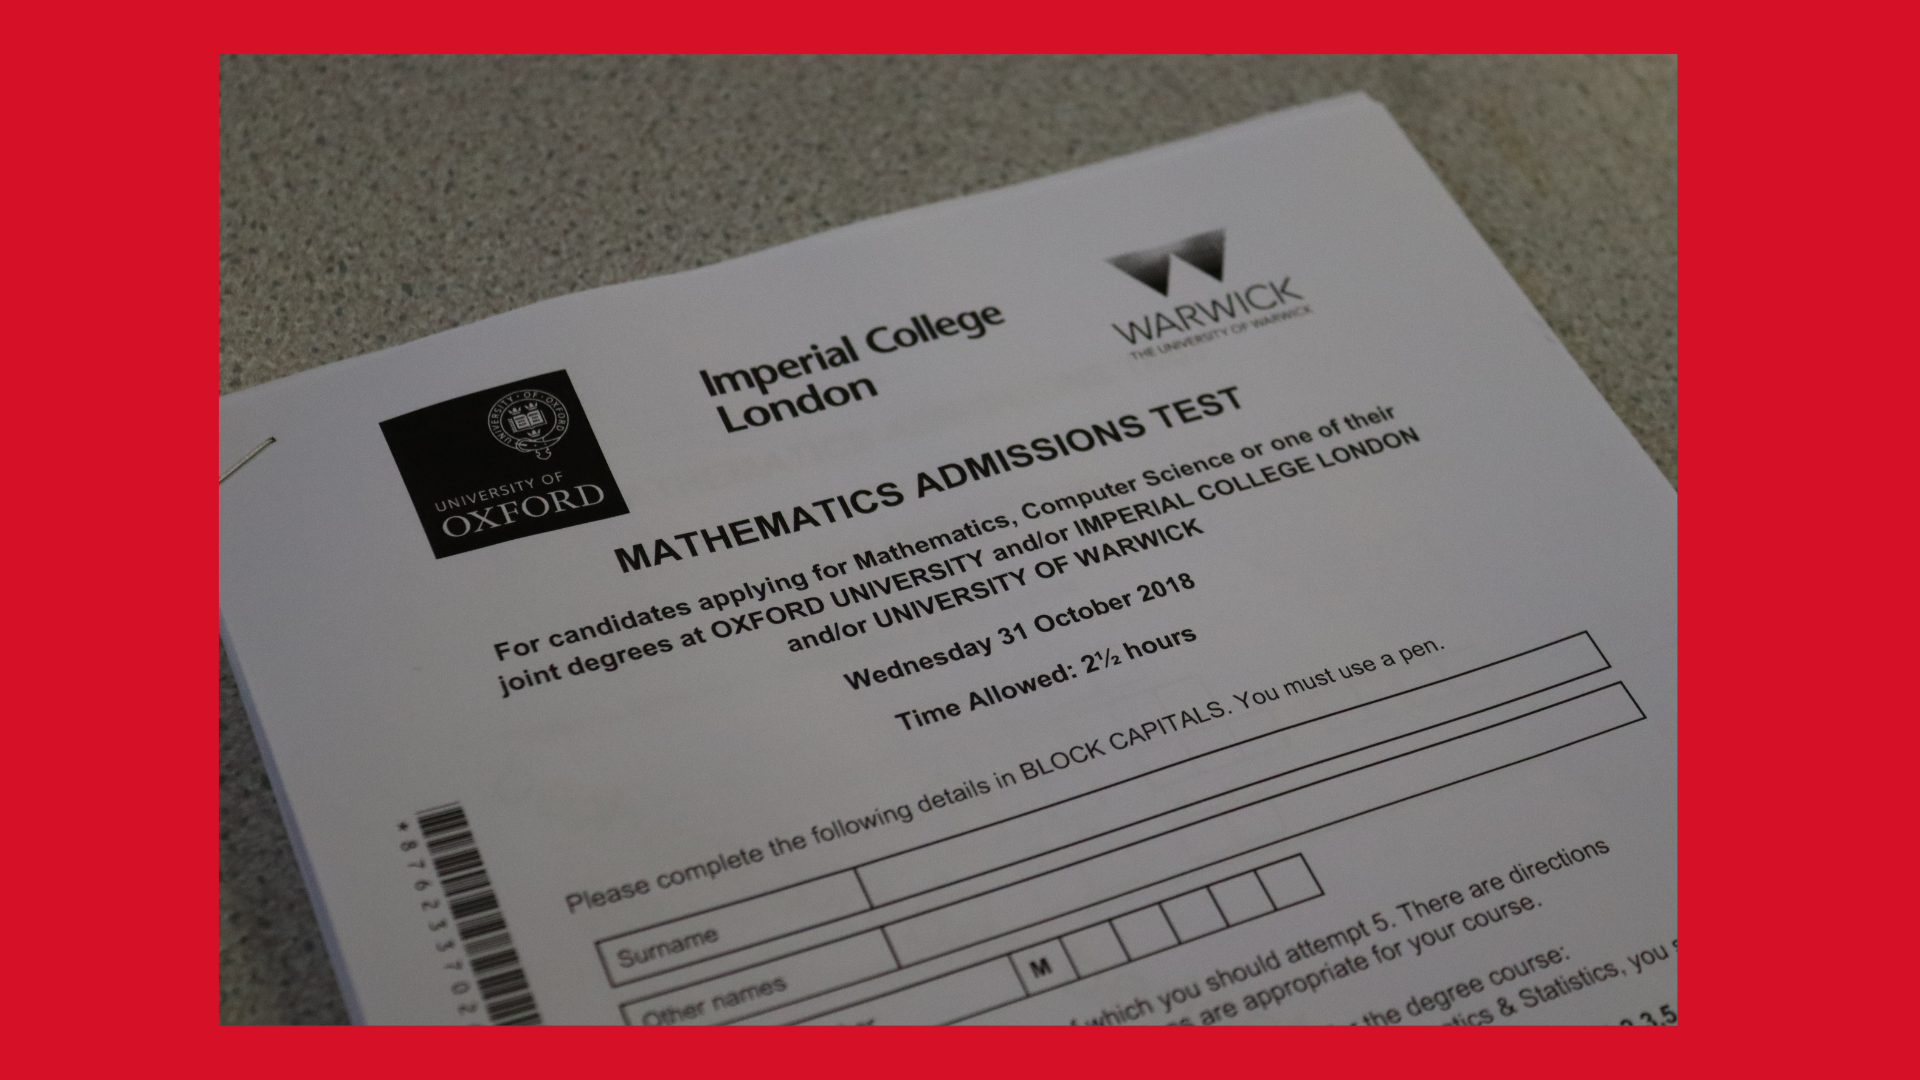 UNIVERSITY OF
OXFORD
Imperial College
London
WARWICK
THE UNIVERSITY OF WARWICK
MATHEMATICS ADMISSIONS TEST
For candidates applying for Mathematics, Computer Science or one of their
joint degrees at OXFORD UNIVERSITY and/or IMPERIAL COLLEGE LONDON
and/or UNIVERSITY OF WARWICK
Wednesday 31 October 2018
Time Allowed: 2½ hours
Please complete the following details in BLOCK CAPITALS. You must use a pen.
Surname
Other names
M
which you should attempt 5. There are directions
are appropriate for your course.
the degree course:
& Statistics, you
2,3,5
*876233702